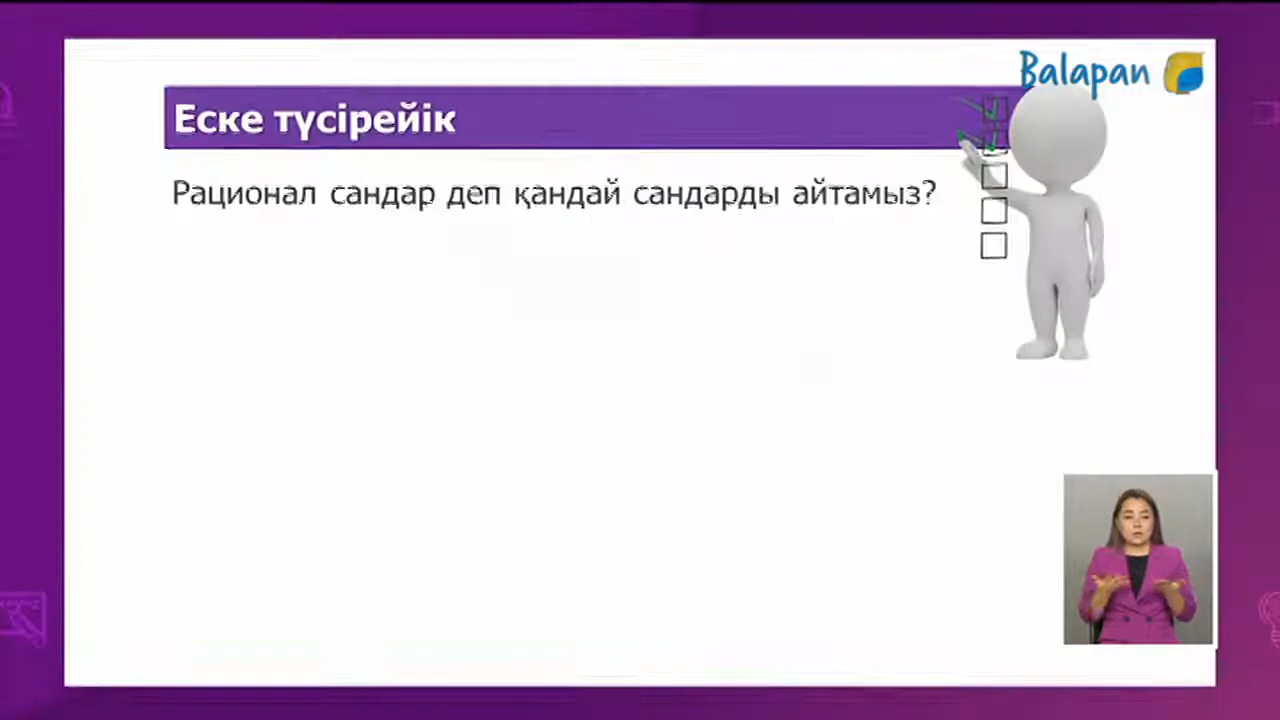 Balapan
Еске түсірейік
Рационал сандар деп қандай сандарды айтамыз?